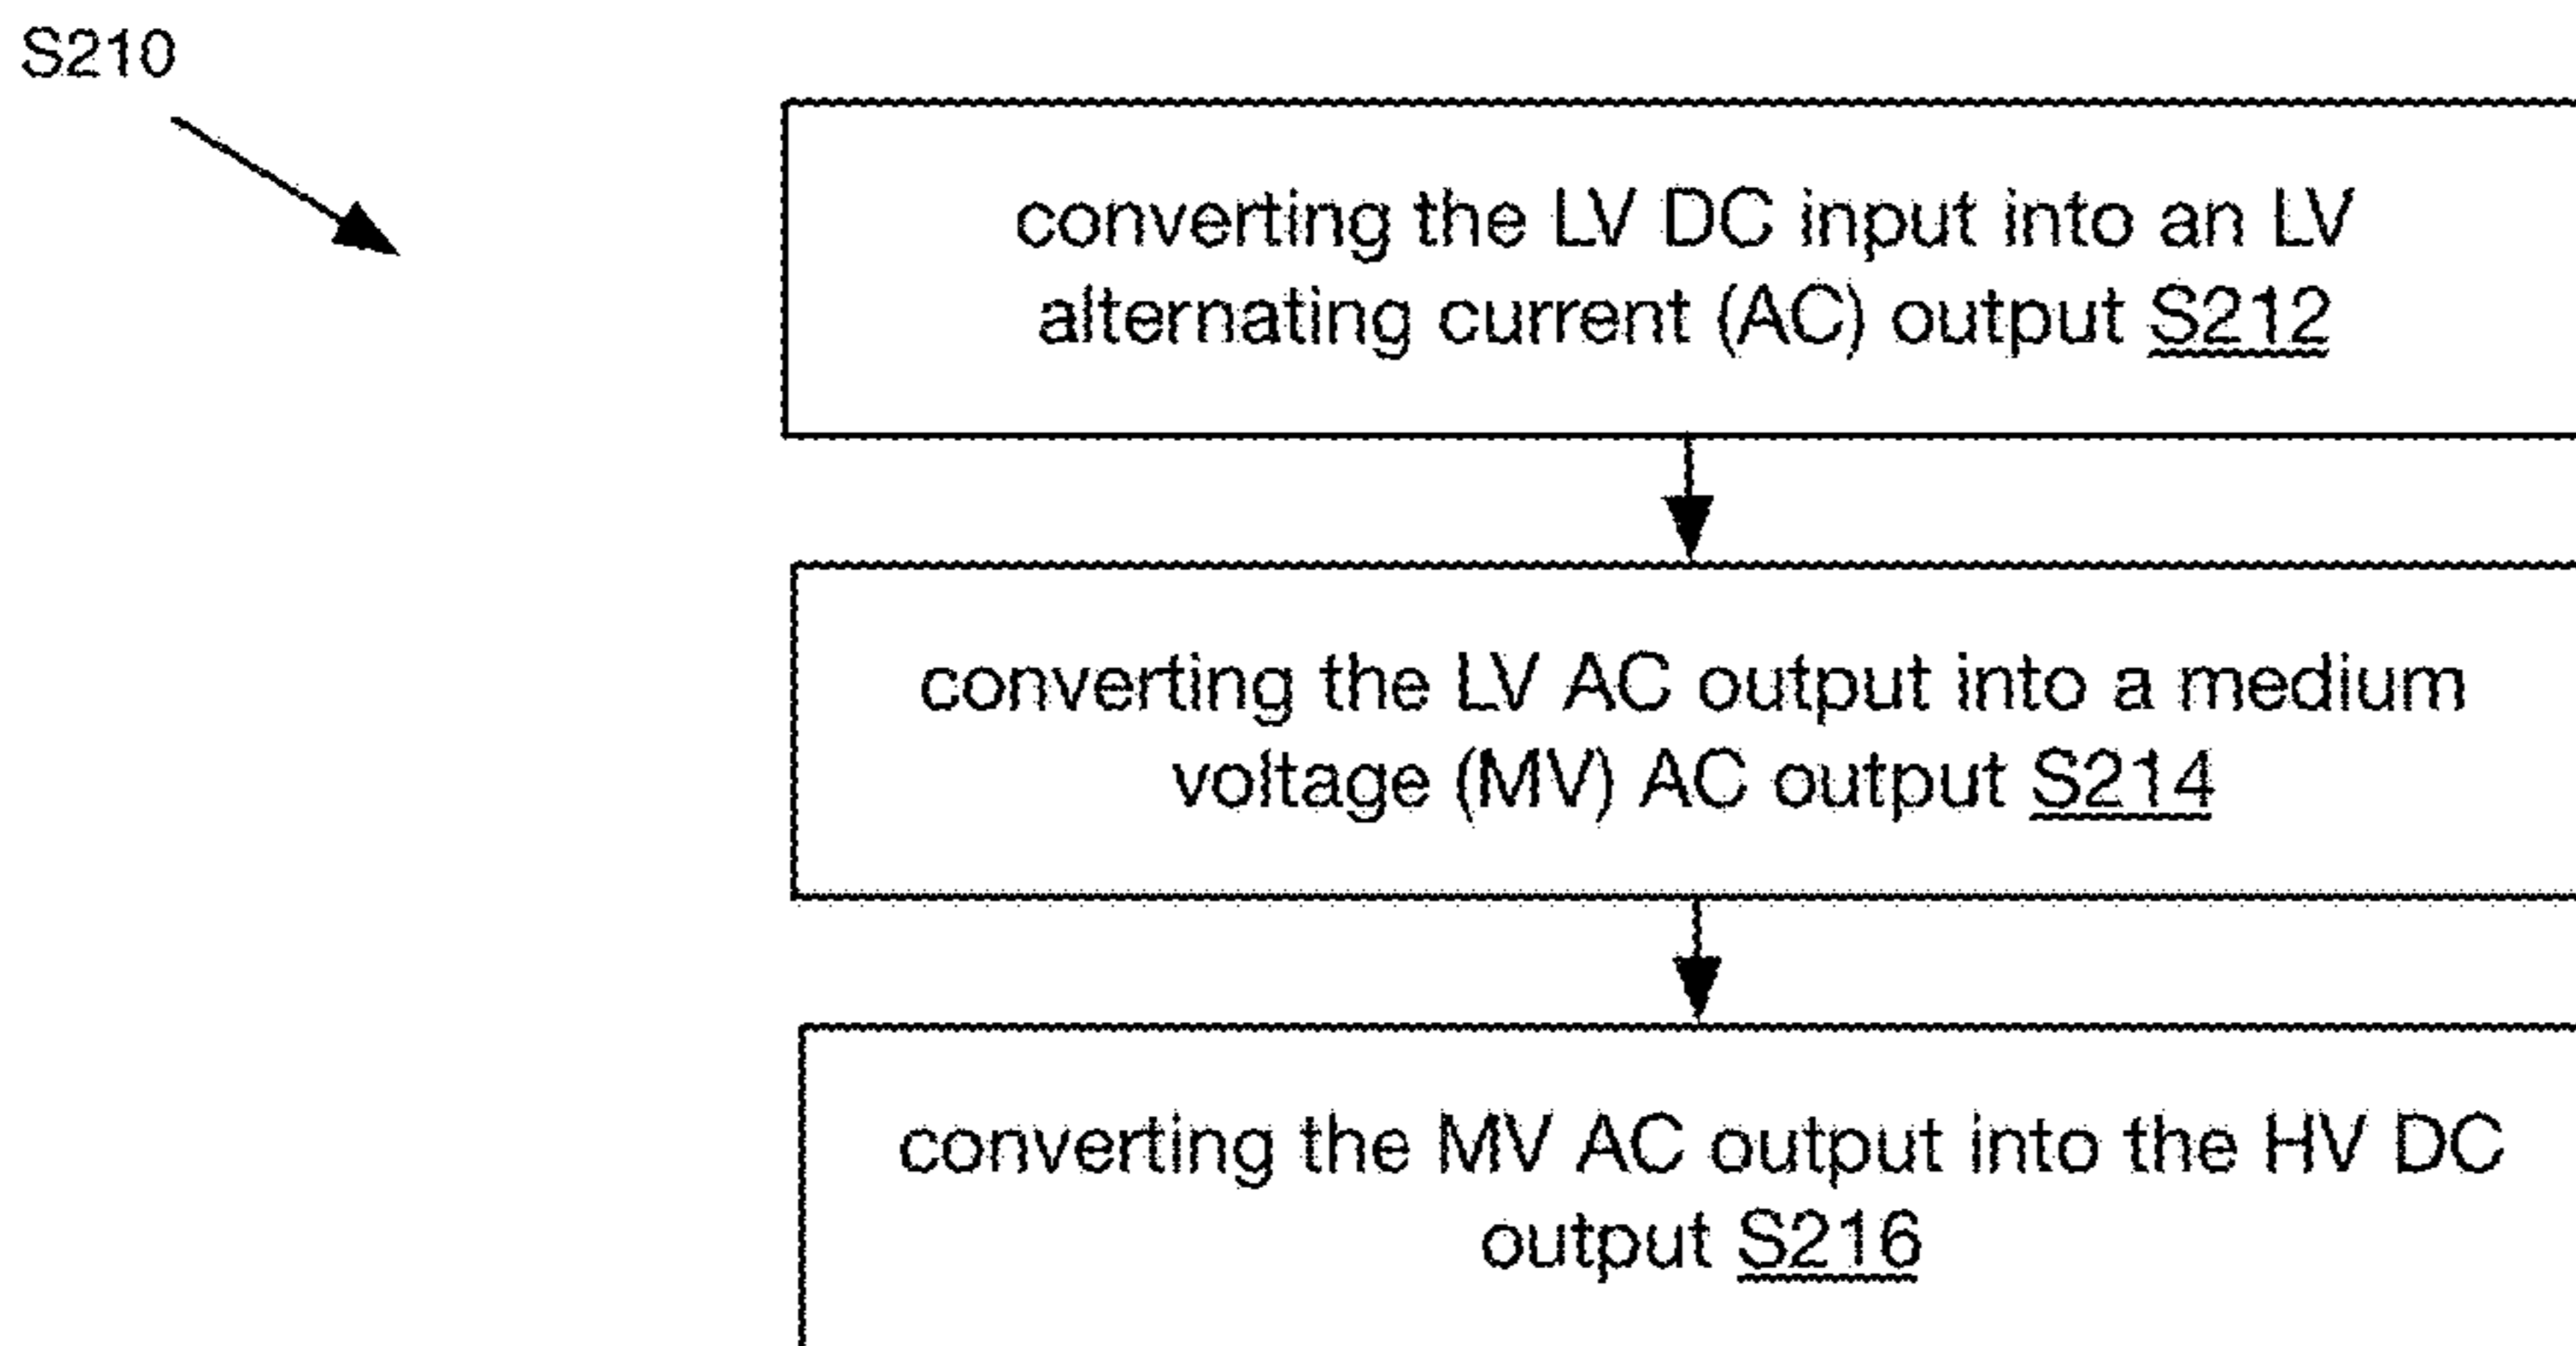 S210
converting the LV DC input into an LV
alternating current (AC) output S212
converting the LV AC output into a medium
voltage (MV) AC output S214
converting the MV AC output into the HV DC
output S216